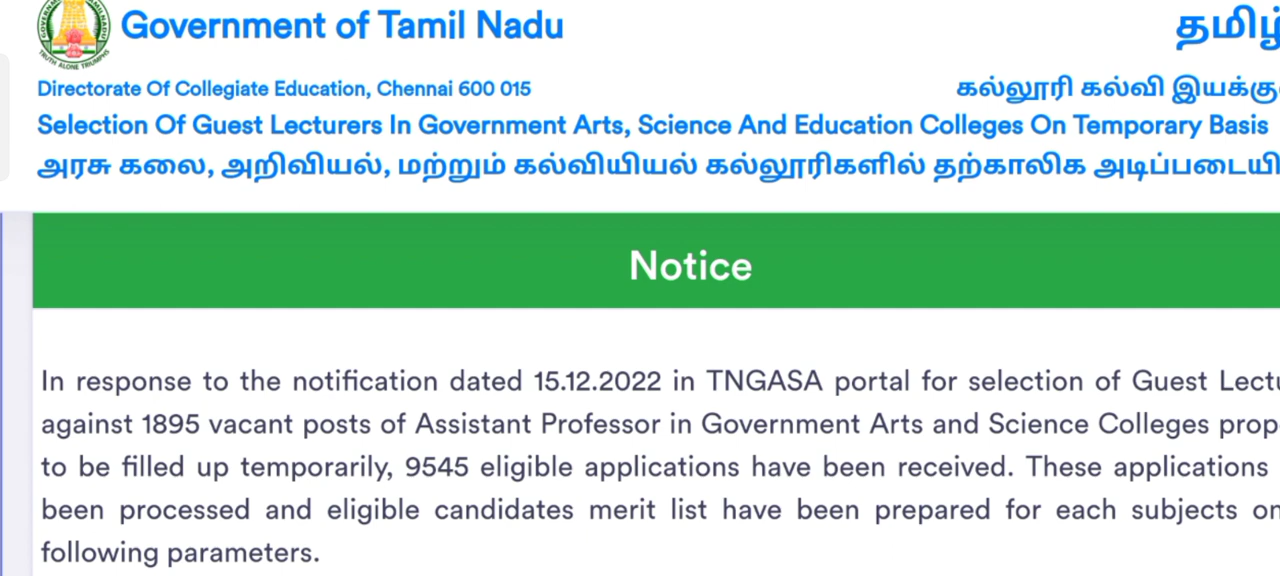 Government of Tamil Nadu
தமிழ்
TRUTH ALONE TRIUMPHS
Directorate Of Collegiate Education, Chennai 600 015
கல்லூரி கல்வி
Selection Of Guest Lecturers In Government Arts, Science And Education Colleges On Temporary Basis
அரசு கலை, அறிவியல், மற்றும் கல்வியியல் கல்லூரிகளில் தற்காலிக
Notice
In response to the notification dated 15.12.2022 in TNGASA portal for selection of Guest
against 1895 vacant posts of Assistant Professor in Government Arts and Science Colleges
to be filled up temporarily, 9545 eligible applications have been received. These applications
been processed and eligible candidates merit list have been prepared for each subjects on
following parameters.